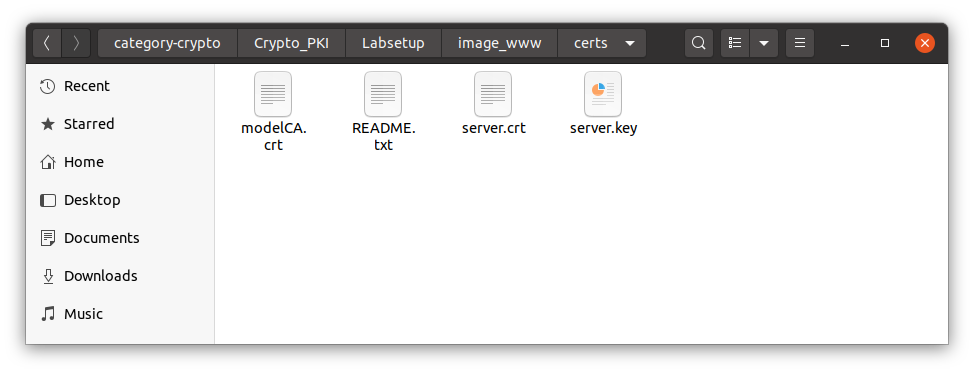 category-crypto
Crypto_PKI
Labsetup
image_www
certs
Recent
Starred
Home
Desktop
Documents
Downloads
Music
modelCA.
crt
README.
txt
server.crt
server.key